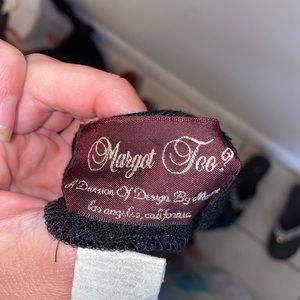 Margot Too?
A Division Of Design By
los angeles, california